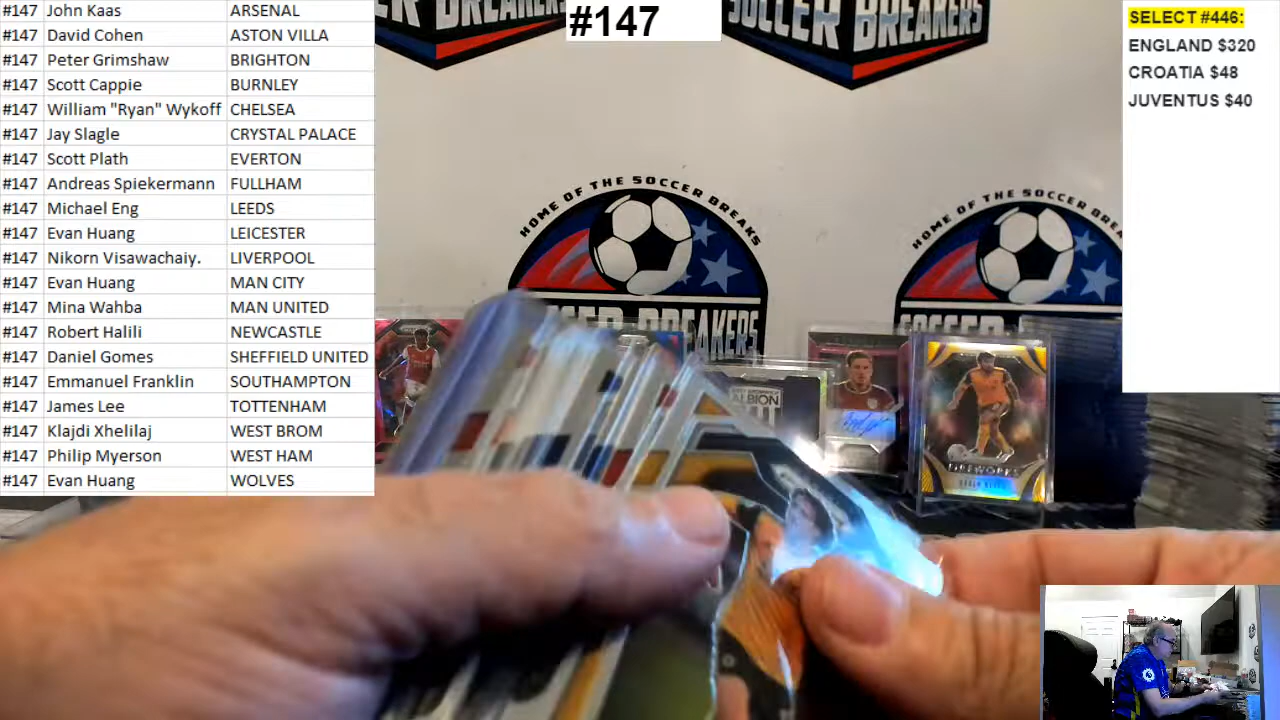 #147 John Kaas ARSENAL
#147 David Cohen ASTON VILLA
#147 Peter Grimshaw BRIGHTON
#147 Scott Cappie BURNLEY
#147 William "Ryan" Wykoff CHELSEA
#147 Jay Slagle CRYSTAL PALACE
#147 Scott Plath EVERTON
#147 Andreas Spiekermann FULLHAM
#147 Michael Eng LEEDS
#147 Evan Huang LEICESTER
#147 Nikorn Visawachaiy. LIVERPOOL
#147 Evan Huang MAN CITY
#147 Mina Wahba MAN UNITED
#147 Robert Halili NEWCASTLE
#147 Daniel Gomes SHEFFIELD UNITED
#147 Emmanuel Franklin SOUTHAMPTON
#147 James Lee TOTTENHAM
#147 Klajdi Xhelilaj WEST BROM
#147 Philip Myerson WEST HAM
#147 Evan Huang WOLVES
#147
SOCCER BREAKERS
SOCCER BREAKERS
HOME OF THE SOCCER BREAKS
SOCCER BREAKERS
HOME OF THE SOCCER BREA
ALBION
FIREWORKS
SELECT #446:
ENGLAND $320
CROATIA $48
JUVENTUS $40